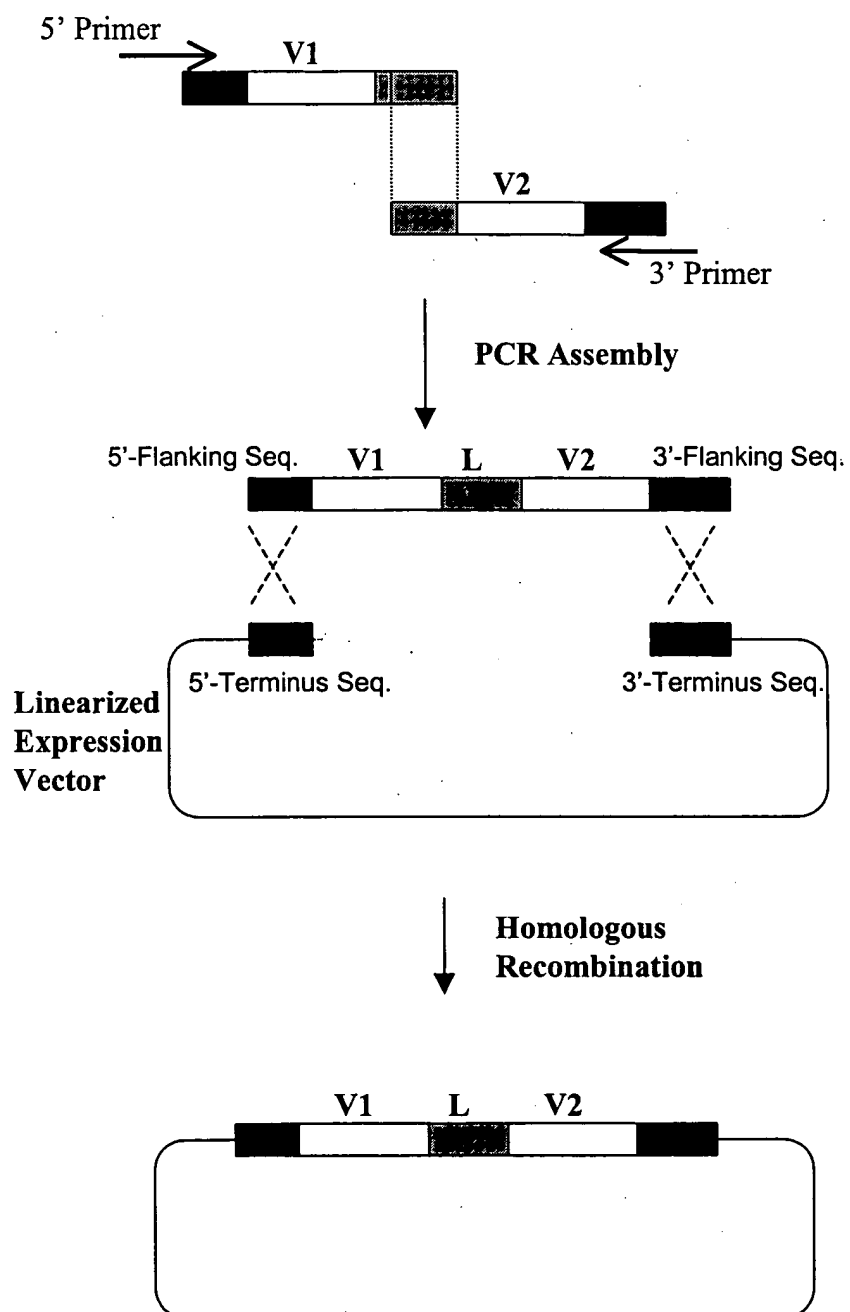 5' Primer
V1
V2
3' Primer
PCR Assembly
5'-Flanking Seq.
V1
L
V2
3'-Flanking Seq.
5'-Terminus Seq.
3'-Terminus Seq.
Linearized
Expression
Vector
Homologous
Recombination
V1
L
V2